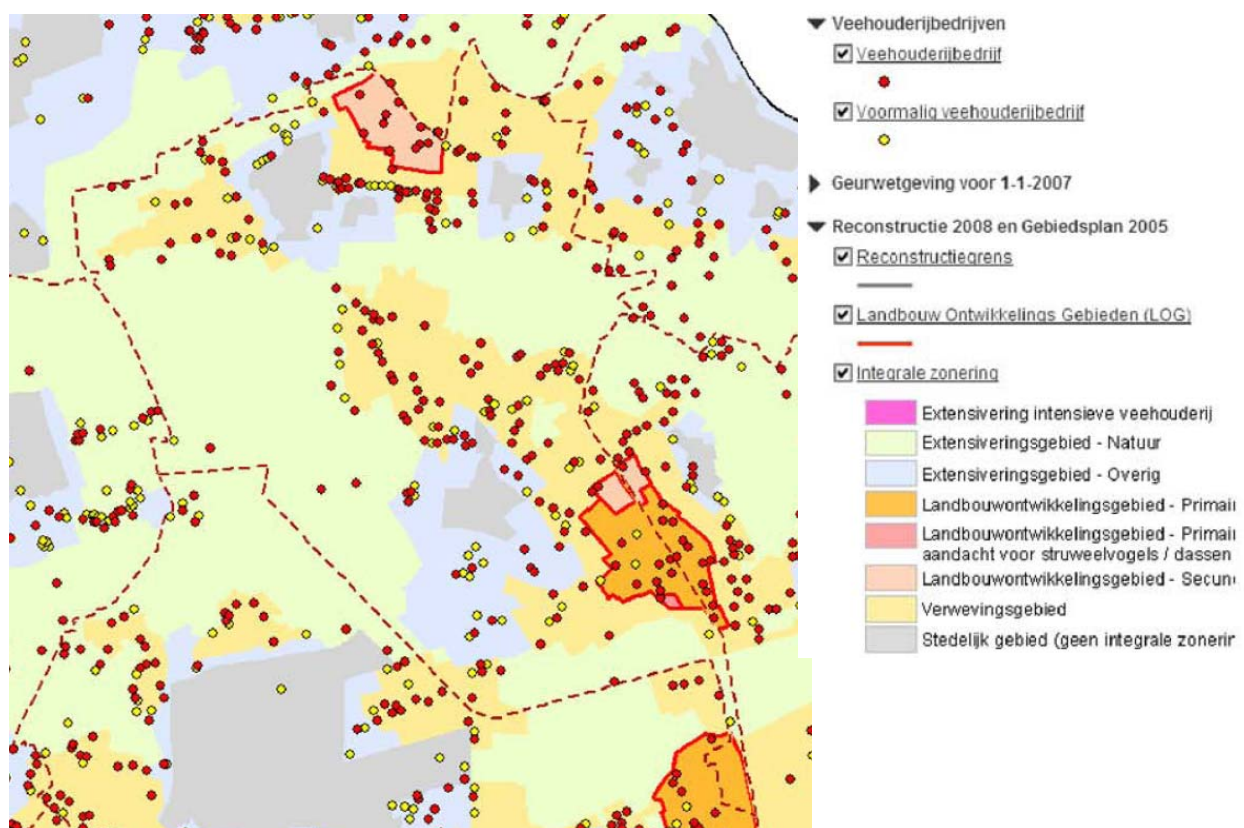 Veehouderijbedrijven
Veehouderijbedrijf
Voormalig veehouderijbedrijf
Geurwetgeving voor 1-1-2007
Reconstructie 2008 en Gebiedsplan 2005
Reconstructiegrens
Landbouw Ontwikkelings Gebieden (LOG)
Integrale zonering
Extensivering intensieve veehouderij
Extensiveringsgebied - Natuur
Extensiveringsgebied - Overig
Landbouwontwikkelingsgebied - Primair
Landbouwontwikkelingsgebied - Primair
aandacht voor struweelvogels / dassen
Landbouwontwikkelingsgebied - Secun
Verwevingsgebied
Stedelijk gebied (geen integrale zonerin